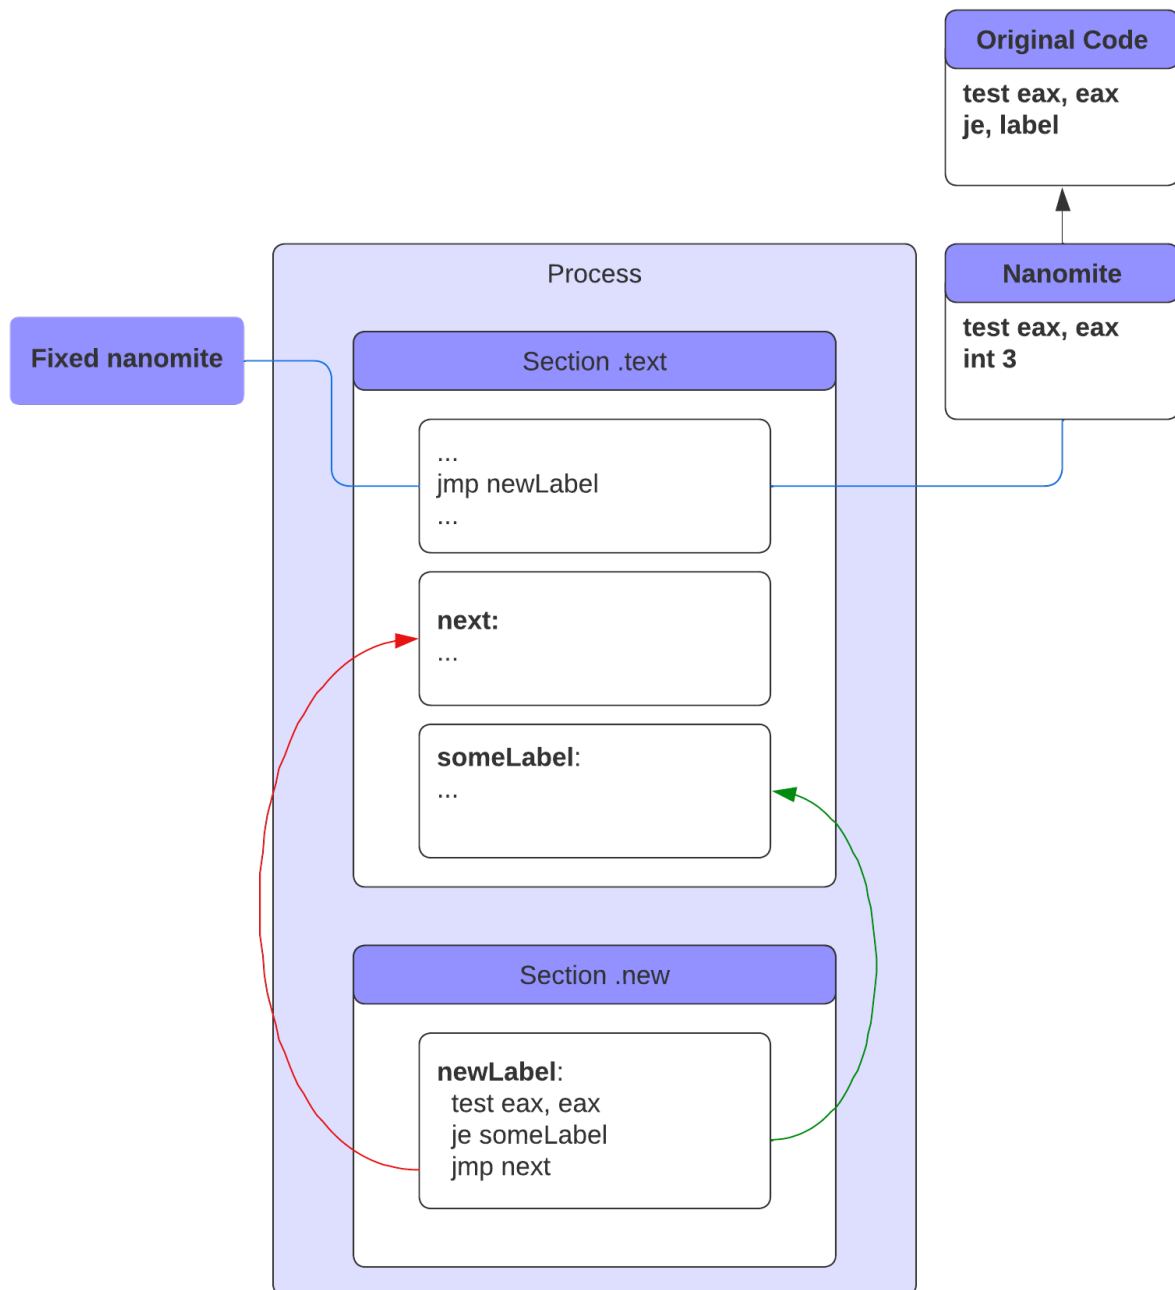 Original Code
test eax, eax
je, label
Process
Nanomite
test eax, eax
int 3
Fixed nanomite
Section .text
...
jmp newLabel
...
next:
...
someLabel:
...
Section .new
newLabel:
test eax, eax
je someLabel
jmp next